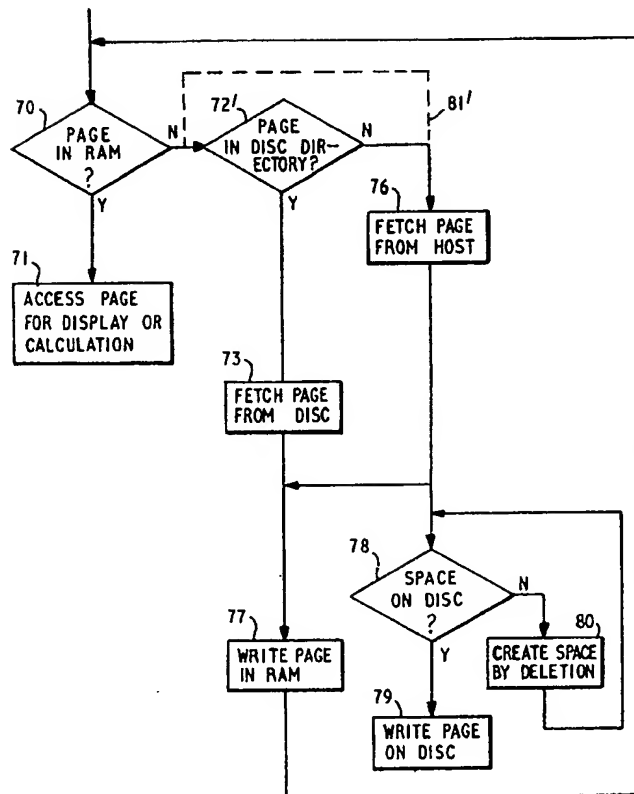 70
PAGE
IN RAM
?
N
Y
72'
PAGE
IN DISC DIR-
ECTORY?
N
Y
81'
76
FETCH PAGE
FROM HOST
71
ACCESS PAGE
FOR DISPLAY OR
CALCULATION
73
FETCH PAGE
FROM DISC
78
SPACE
ON DISC
?
N
Y
80
CREATE SPACE
BY DELETION
77
WRITE PAGE
IN RAM
79
WRITE PAGE
ON DISC